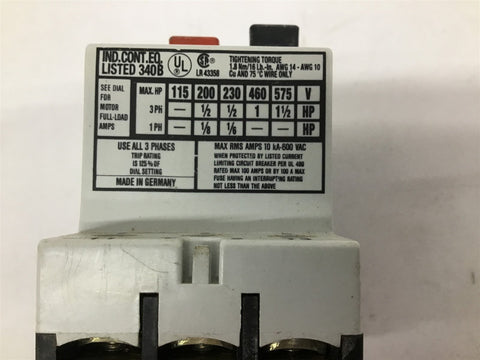 IND.CONT.EQ.
LISTED 340B
UL
LR 43358
TIGHTENING TORQUE
1.8 Nm/16 Lb.-In. AWG 14 - AWG 10
Cu AND 75 °C WIRE ONLY
SEE DIAL
FOR
MOTOR
FULL-LOAD
AMPS
MAX. HP 115 200 230 460 575 V
3 PH — ½ ½ 1 1½ HP
1 PH — ⅛ ⅙ — — HP
USE ALL 3 PHASES
TRIP RATING
IS 125% OF
DIAL SETTING
MADE IN GERMANY
MAX RMS AMPS 10 kA-600 VAC
WHEN PROTECTED BY LISTED CURRENT
LIMITING CIRCUIT BREAKER PER UL 489
RATED MAX 100 AMPS OR BY 100 A MAX
FUSE HAVING AN INTERRUPTING RATING
NOT LESS THAN THE ABOVE